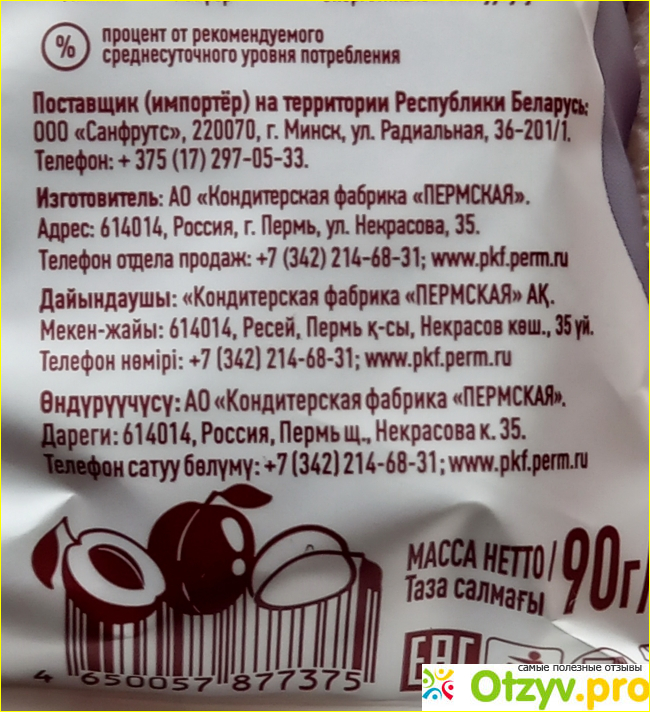 %
процент от рекомендуемого
среднесуточного уровня потребления
Поставщик (импортёр) на территории Республики Беларусь:
ООО «Санфрутс», 220070, г. Минск, ул. Радиальная, 36-201/1.
Телефон: + 375 (17) 297-05-33.
Изготовитель: АО «Кондитерская фабрика «ПЕРМСКАЯ».
Адрес: 614014, Россия, г. Пермь, ул. Некрасова, 35.
Телефон отдела продаж: +7 (342) 214-68-31; www.pkf.perm.ru
Дайындаушы: «Кондитерская фабрика «ПЕРМСКАЯ» АҚ.
Мекен-жайы: 614014, Ресей, Пермь қ-сы, Некрасов көш., 35 үй.
Телефон нөмірі: +7 (342) 214-68-31; www.pkf.perm.ru
Өндүрүүчүсү: АО «Кондитерская фабрика «ПЕРМСКАЯ».
Дареги: 614014, Россия, Пермь щ., Некрасова к. 35.
Телефон сатуу бөлүмү: +7 (342) 214-68-31; www.pkf.perm.ru
МАССА НЕТТО/ 90г/
Таза салмағы
4 650057 877375
EAC
самые полезные отзывы
Otzyv.pro